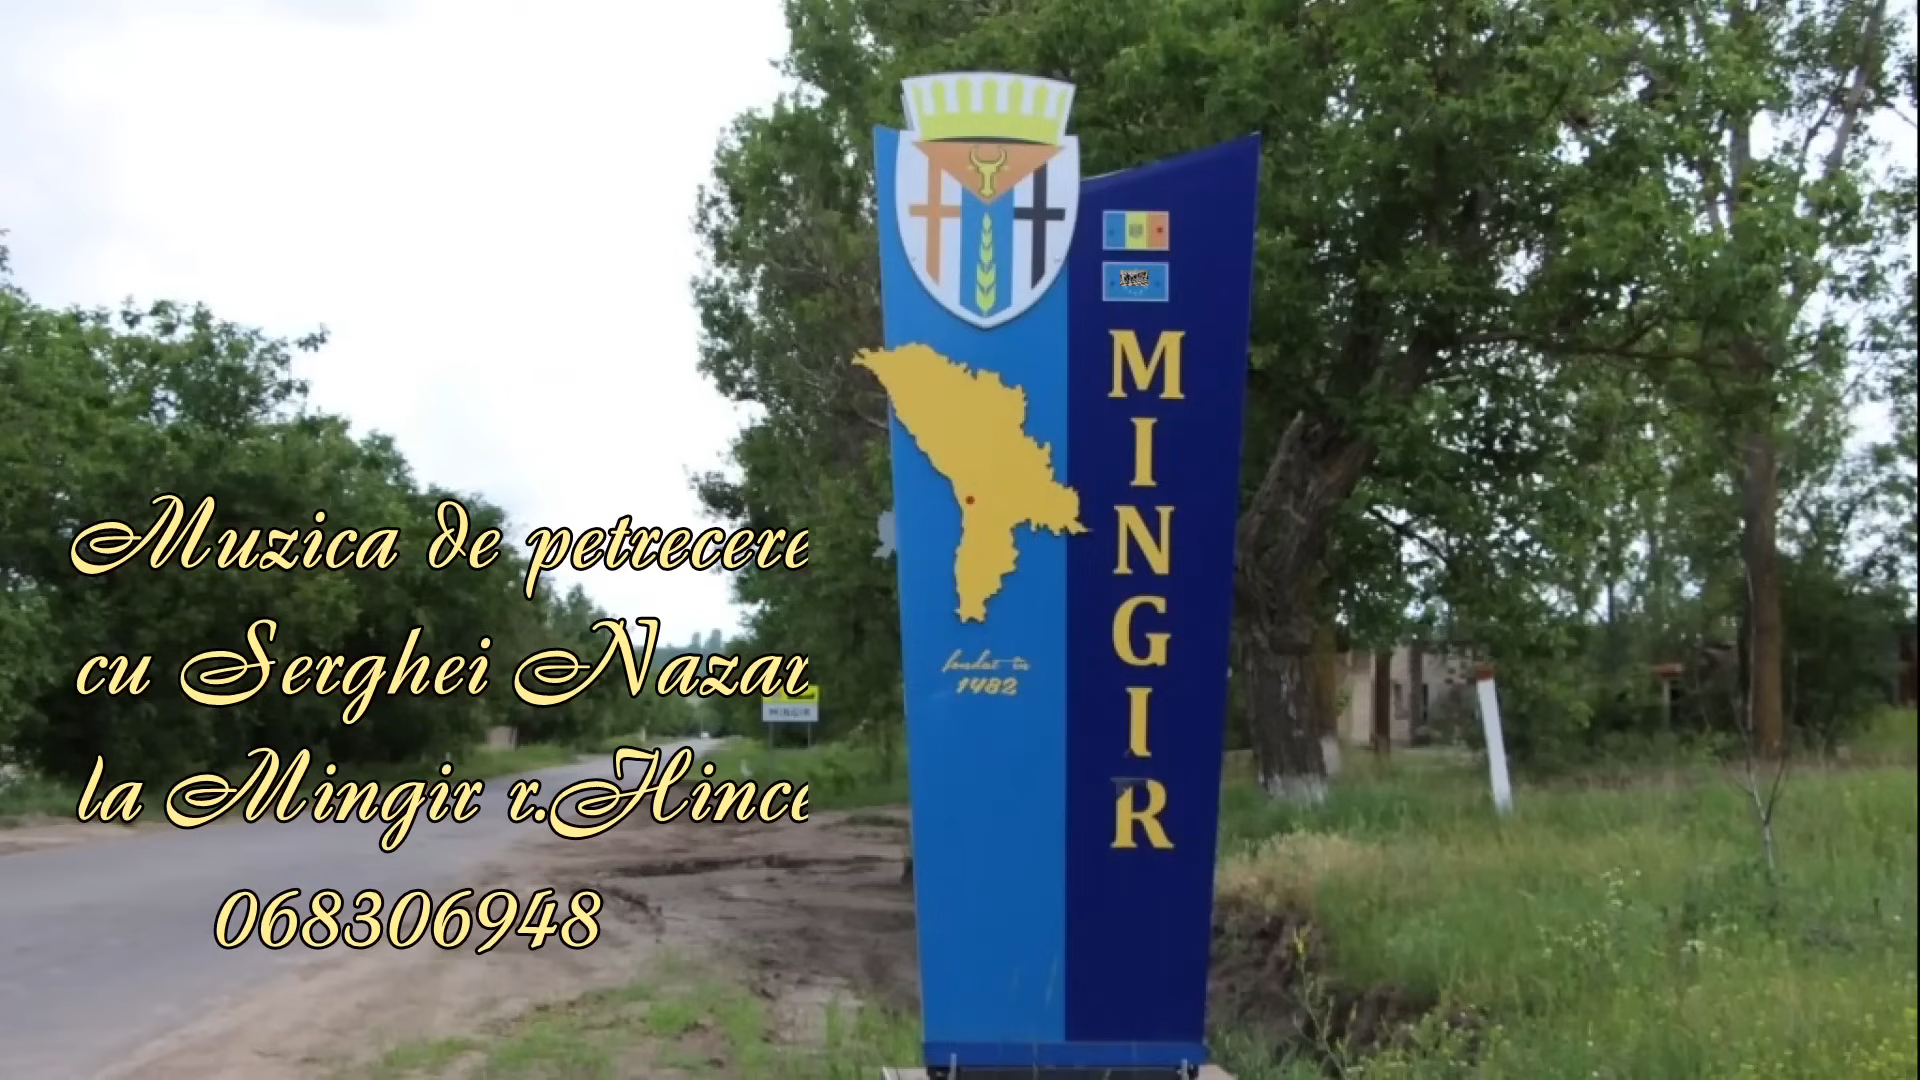 Muzica de petrecere
cu Serghei Nazar
la Mingir r.Hince
068306948
MINGIR
fondat în
1482
MINGIR